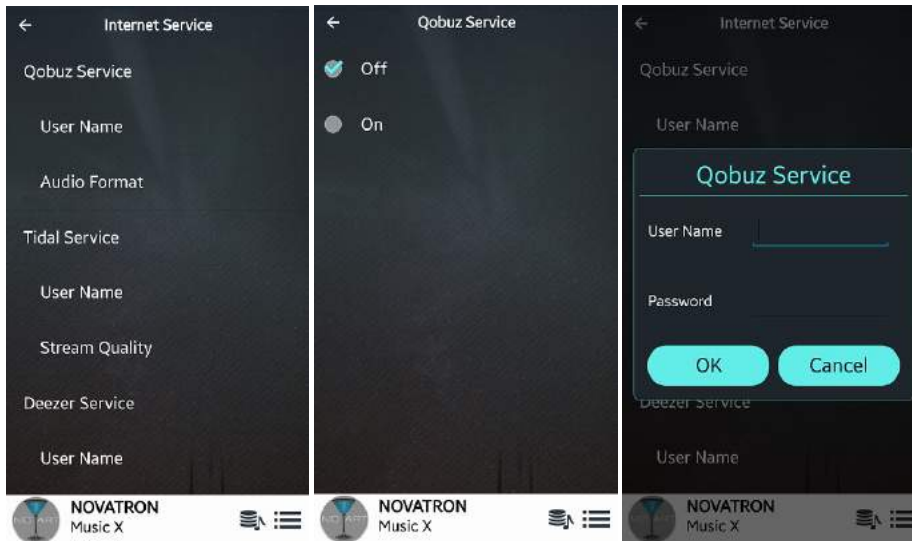 Internet Service
Qobuz Service
User Name
Audio Format
Tidal Service
User Name
Stream Quality
Deezer Service
User Name
NOVATRON
Music X
Qobuz Service
Off
On
NOVATRON
Music X
Internet Service
Qobuz Service
User Name
Qobuz Service
User Name
Password
OK
Cancel
Deezer Service
User Name
NOVATRON
Music X